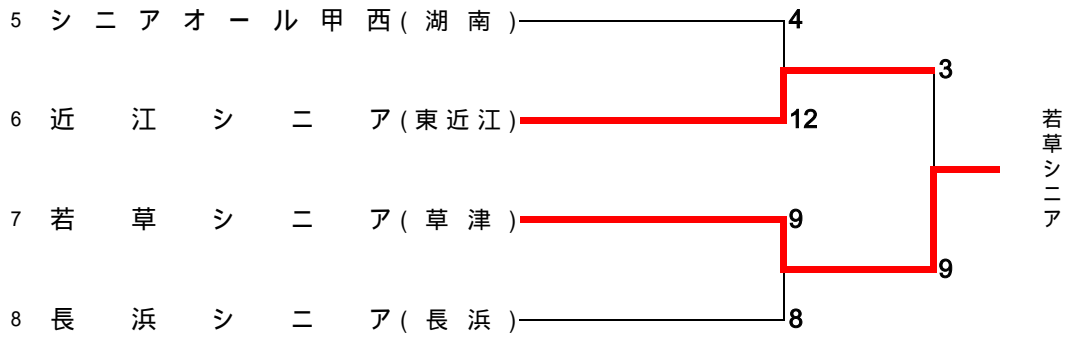 5 シニアオール甲西(湖南) 4
3
6 近江シニア(東近江) 12
若草シニア
7 若草シニア(草津) 9
9
8 長浜シニア(長浜) 8